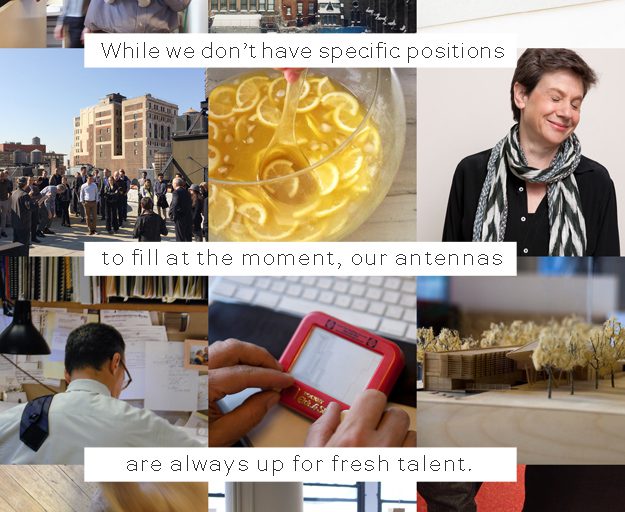 While we don't have specific positions
to fill at the moment, our antennas
are always up for fresh talent.